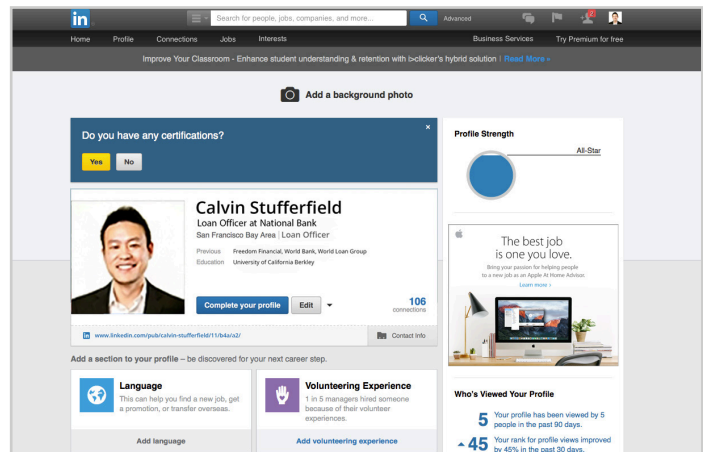 in
Search for people, jobs, companies, and more...
Advanced
Home Profile Connections Jobs Interests
Business Services Try Premium for free
Improve Your Classroom - Enhance student understanding & retention with i>clicker's hybrid solution | Read More »
Add a background photo
Do you have any certifications?
×
Yes No
Calvin Stufferfield
Loan Officer at National Bank
San Francisco Bay Area | Loan Officer
Previous Freedom Financial, World Bank, World Loan Group
Education University of California Berkley
Complete your profile Edit
106
connections
in www.linkedin.com/pub/calvin-stufferfield/11/b4a/a2/
Contact Info
Add a section to your profile – be discovered for your next career step.
Language
This can help you find a new job, get
a promotion, or transfer overseas.
Add language
Volunteering Experience
1 in 5 managers hired someone
because of their volunteer
experiences.
Add volunteering experience
Profile Strength
All-Star
The best job
is one you love.
Bring your passion for helping people
to a new job as an Apple At Home Advisor.
Learn more >
Who's Viewed Your Profile
5 Your profile has been viewed by 5
people in the past 90 days.
45 Your rank for profile views improved
by 45% in the past 30 days.